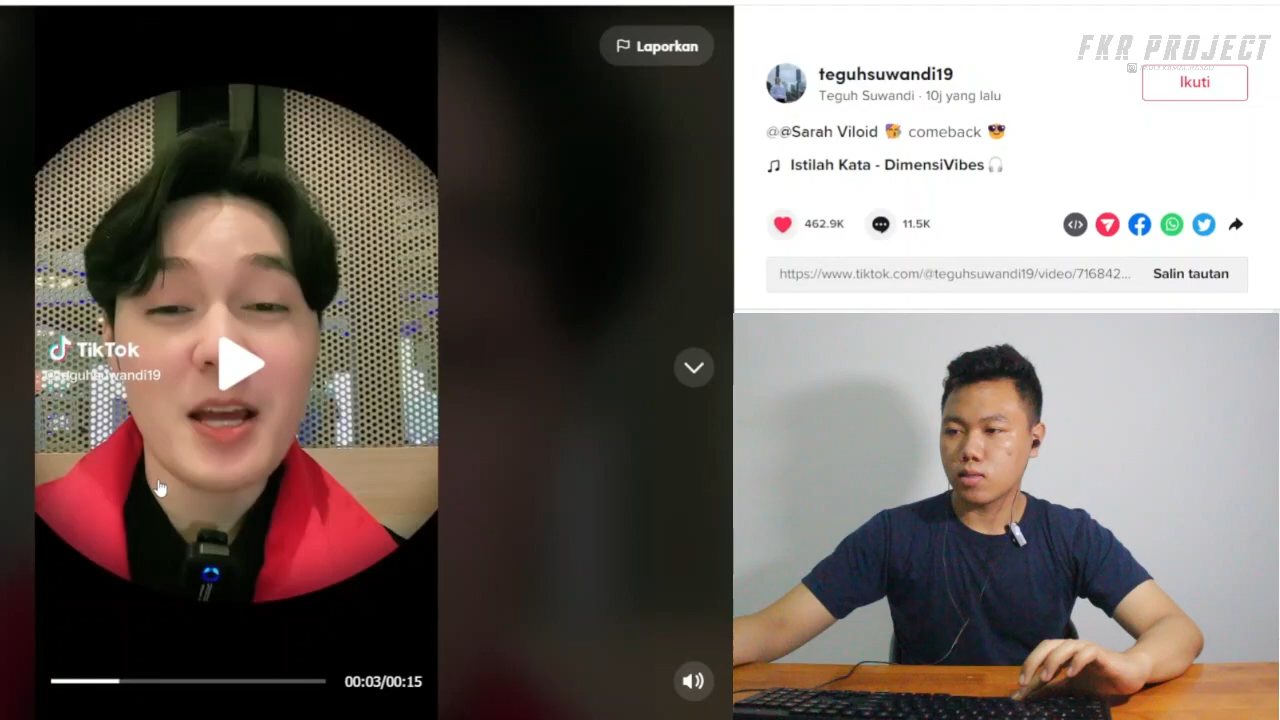 Laporkan
TikTok
@teguhsuwandi19
00:03/00:15
FKR PROJECT
teguhsuwandi19
Teguh Suwandi · 10j yang lalu
Ikuti
@@Sarah Viloid 🥳 comeback 😎
♫ Istilah Kata - DimensiVibes🎧
462.9K
11.5K
https://www.tiktok.com/@teguhsuwandi19/video/716842...
Salin tautan